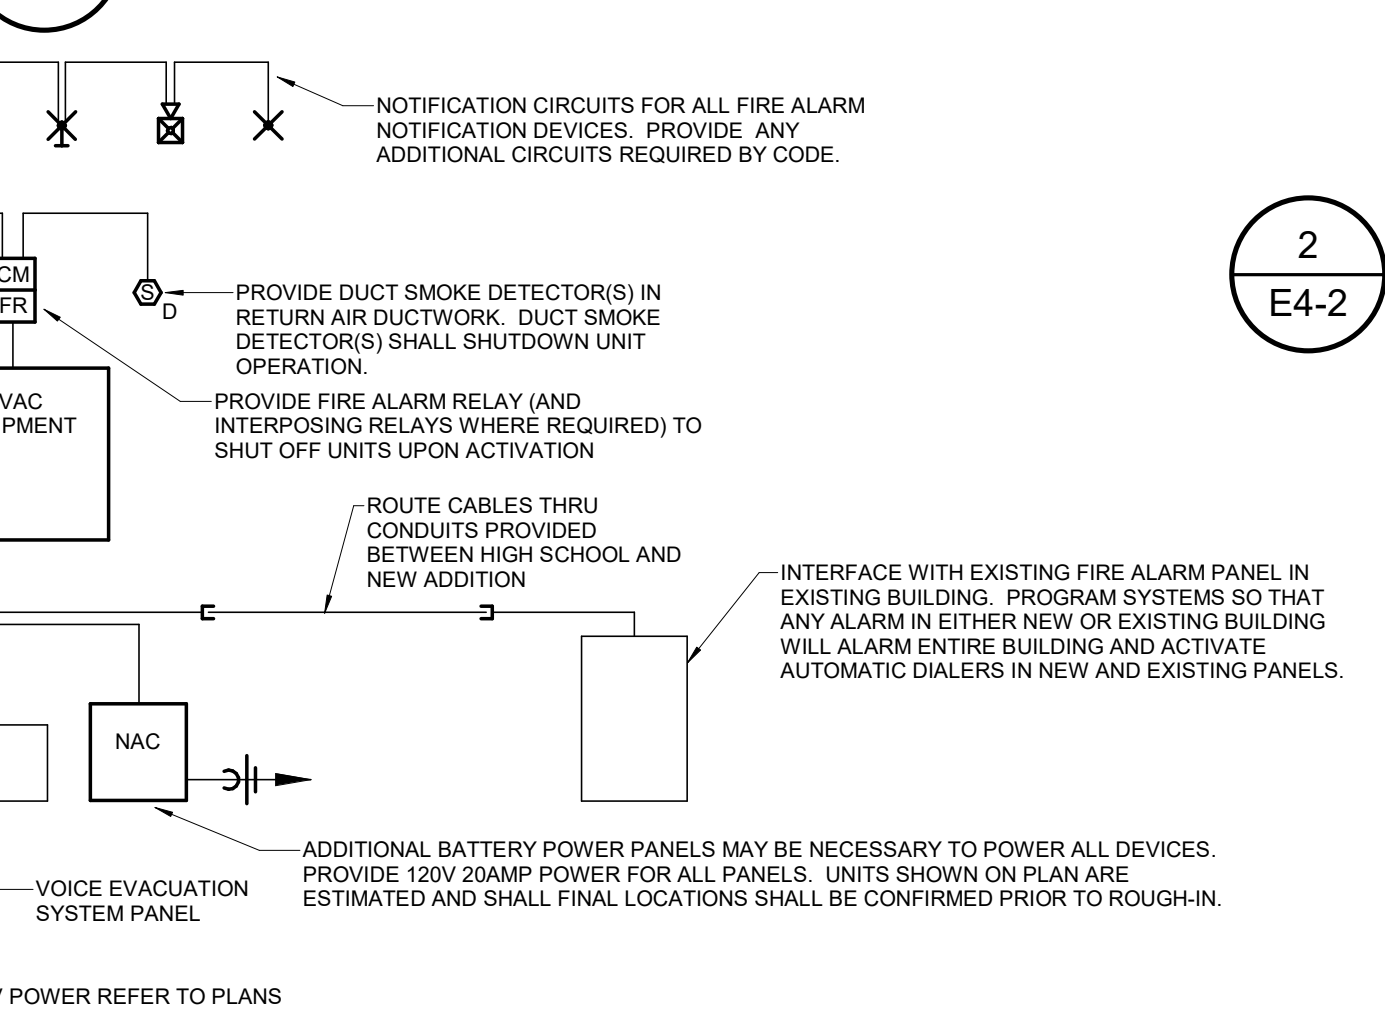 NOTIFICATION CIRCUITS FOR ALL FIRE ALARM
NOTIFICATION DEVICES. PROVIDE ANY
ADDITIONAL CIRCUITS REQUIRED BY CODE.
2
E4-2
CM
FR
S
D
PROVIDE DUCT SMOKE DETECTOR(S) IN
RETURN AIR DUCTWORK. DUCT SMOKE
DETECTOR(S) SHALL SHUTDOWN UNIT
OPERATION.
VAC
PMENT
PROVIDE FIRE ALARM RELAY (AND
INTERPOSING RELAYS WHERE REQUIRED) TO
SHUT OFF UNITS UPON ACTIVATION
ROUTE CABLES THRU
CONDUITS PROVIDED
BETWEEN HIGH SCHOOL AND
NEW ADDITION
INTERFACE WITH EXISTING FIRE ALARM PANEL IN
EXISTING BUILDING. PROGRAM SYSTEMS SO THAT
ANY ALARM IN EITHER NEW OR EXISTING BUILDING
WILL ALARM ENTIRE BUILDING AND ACTIVATE
AUTOMATIC DIALERS IN NEW AND EXISTING PANELS.
NAC
ADDITIONAL BATTERY POWER PANELS MAY BE NECESSARY TO POWER ALL DEVICES.
PROVIDE 120V 20AMP POWER FOR ALL PANELS. UNITS SHOWN ON PLAN ARE
ESTIMATED AND SHALL FINAL LOCATIONS SHALL BE CONFIRMED PRIOR TO ROUGH-IN.
VOICE EVACUATION
SYSTEM PANEL
POWER REFER TO PLANS